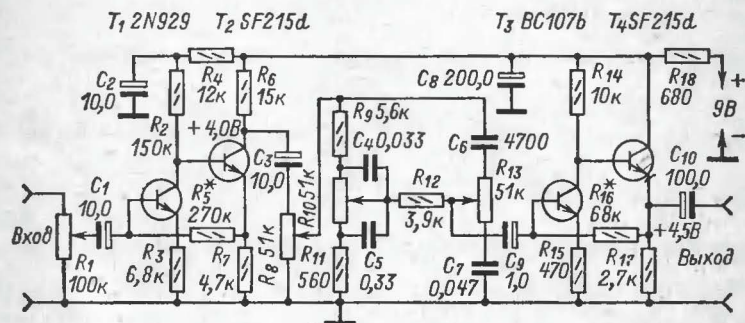 T₁ 2N929
T₂ SF215d
T₃ BC107b
T₄ SF215d
C₂
10,0
R₄
12к
R₆
15к
C₈ 200,0
R₁₄
10к
R₁₈
680
+
9В
–
R₂
150к
+4,0В
C₃
10,0
R₉ 5,6к
C₄ 0,033
C₆
4700
C₁
10,0
R₅*
270к
R₁₀ 51к
R₁₂
3,9к
R₁₃
51к
R₁₆*
68к
C₁₀
100,0
Вход
R₁
100к
R₃
6,8к
R₇
4,7к
R₈ 51к
R₁₁
560
C₅
0,33
C₇
0,047
C₉
1,0
R₁₅
470
R₁₇
2,7к
+4,5В
Выход